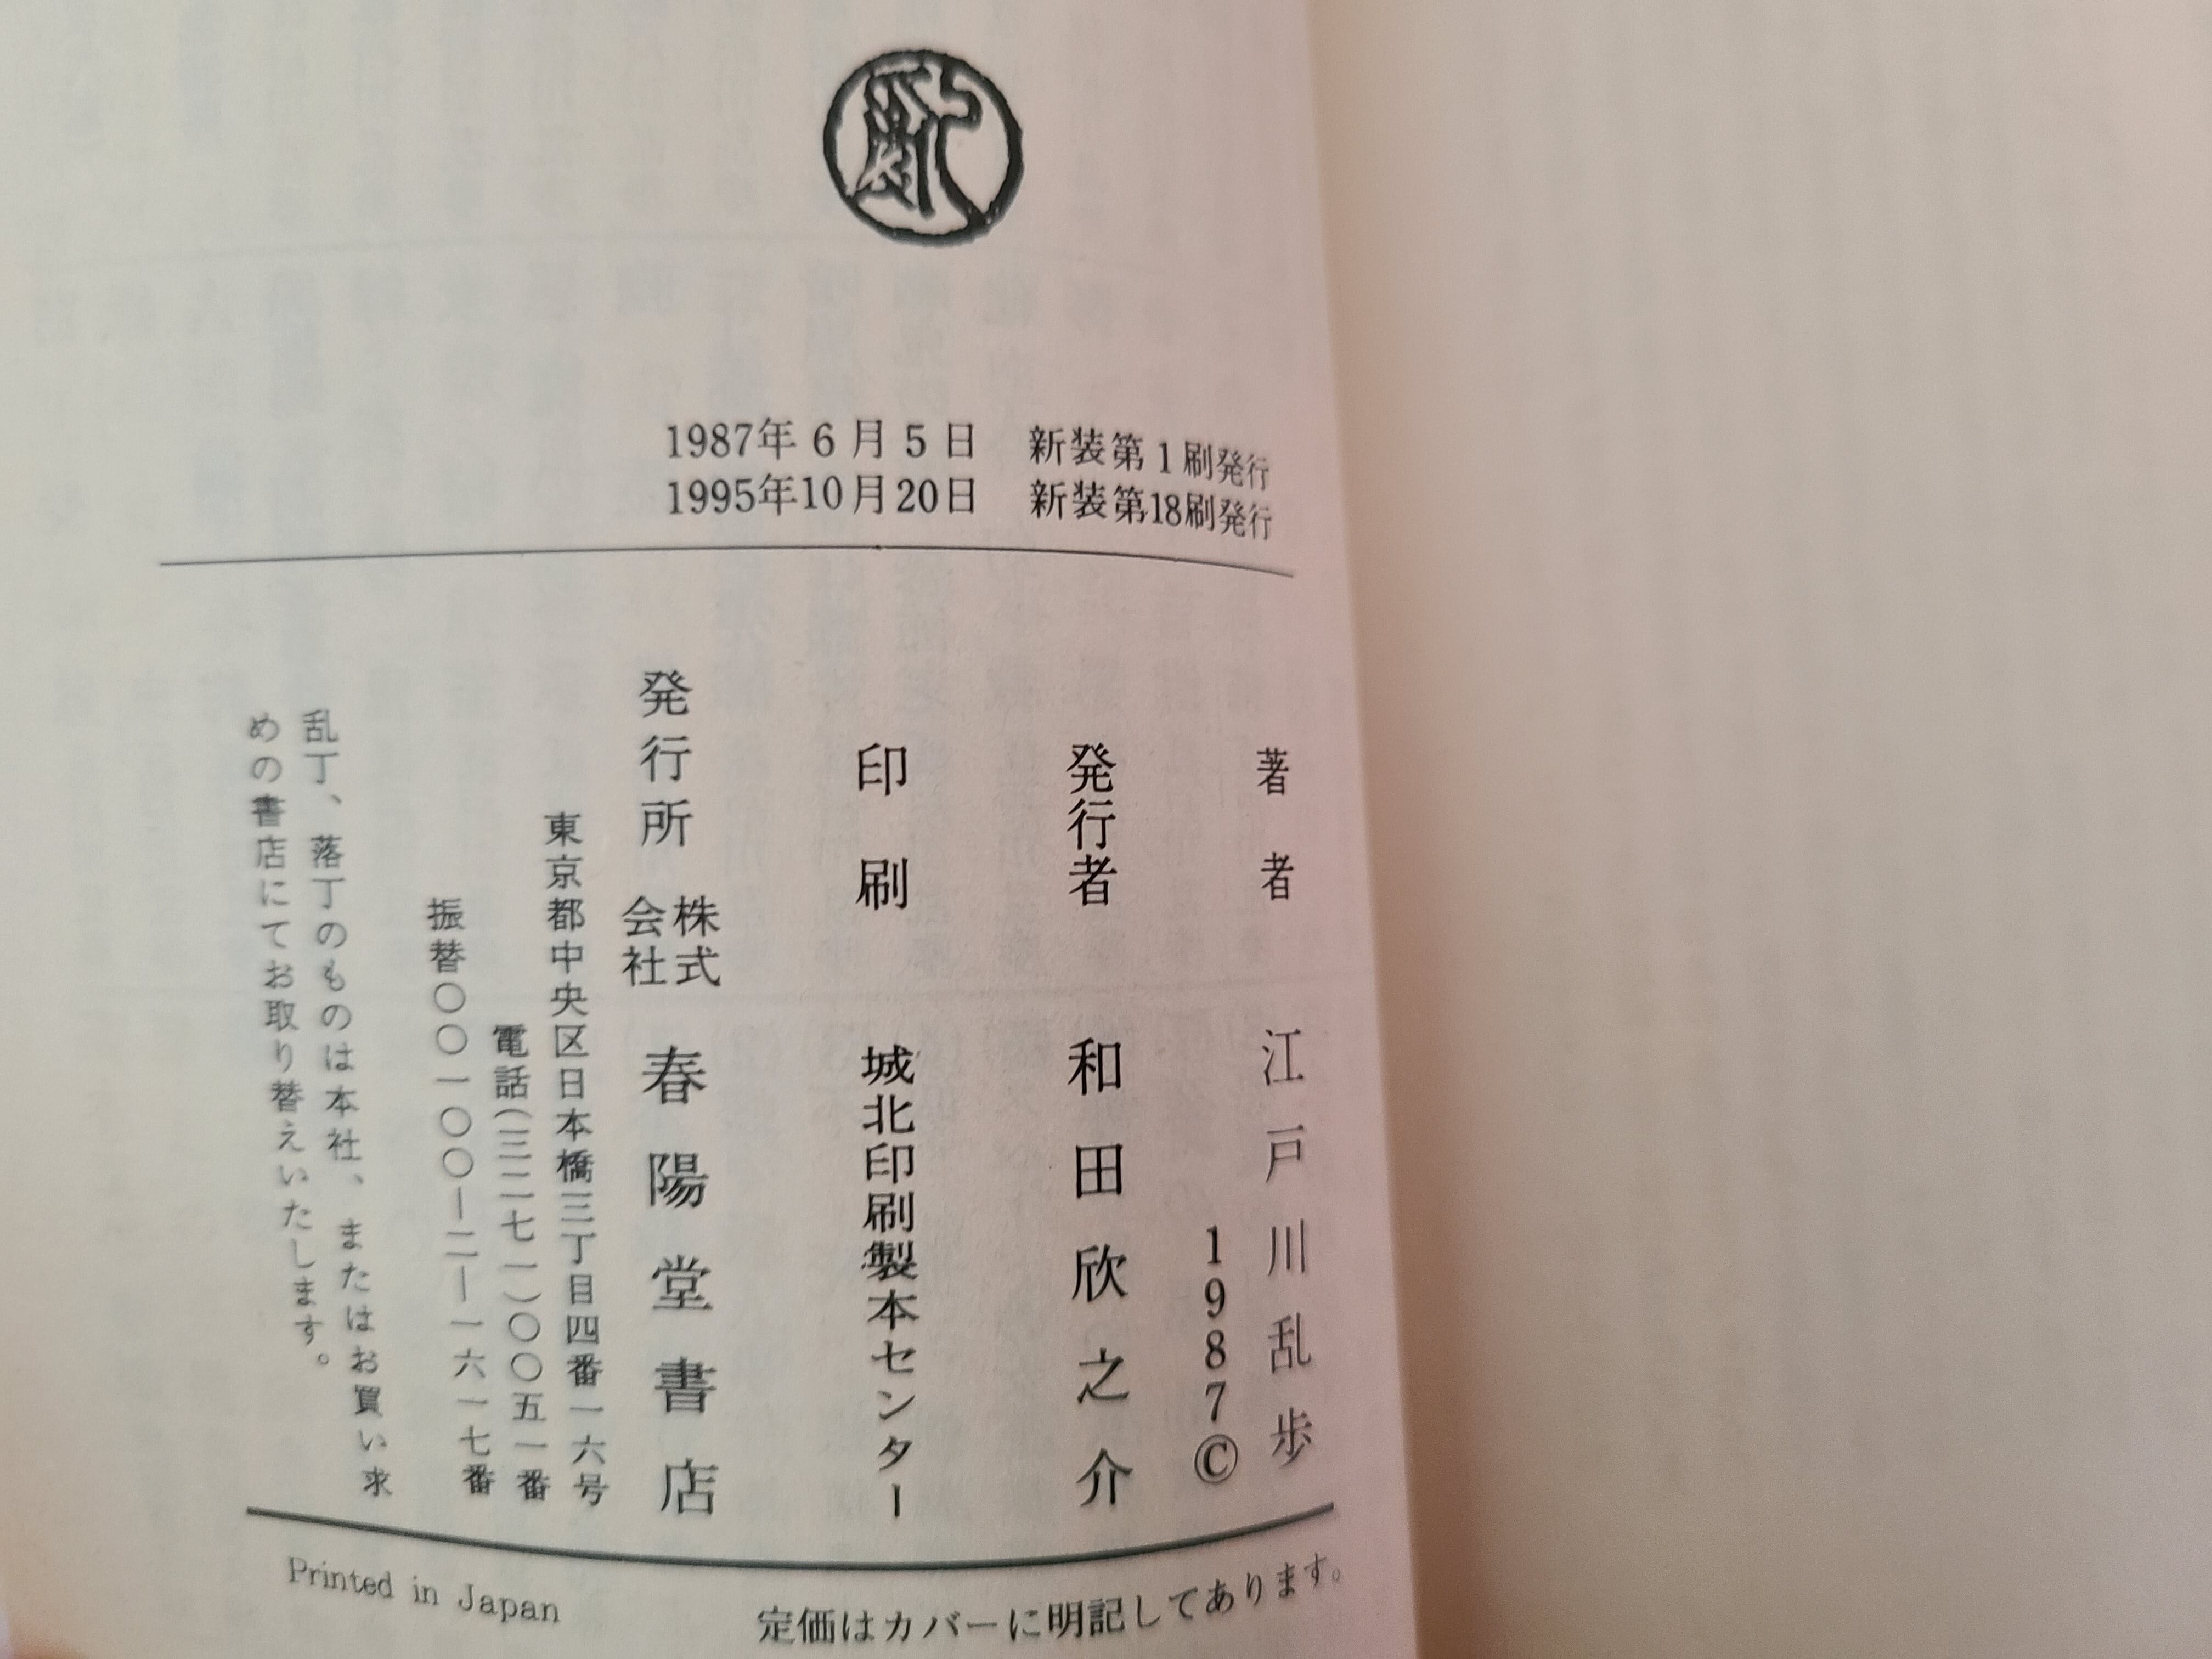 1987年6月5日　新装第1刷発行
1995年10月20日　新装第18刷発行
著者　江戸川乱歩
1987©
発行者　和田欣之介
印刷　城北印刷製本センター
発行所　株式会社　春陽堂書店
東京都中央区日本橋三丁目四番一六号
電話(三二七一)〇〇五一番
振替〇〇一〇〇―二―一六一七番
乱丁、落丁のものは本社、またはお買い求
めの書店にてお取り替えいたします。
定価はカバーに明記してあります。
Printed in Japan